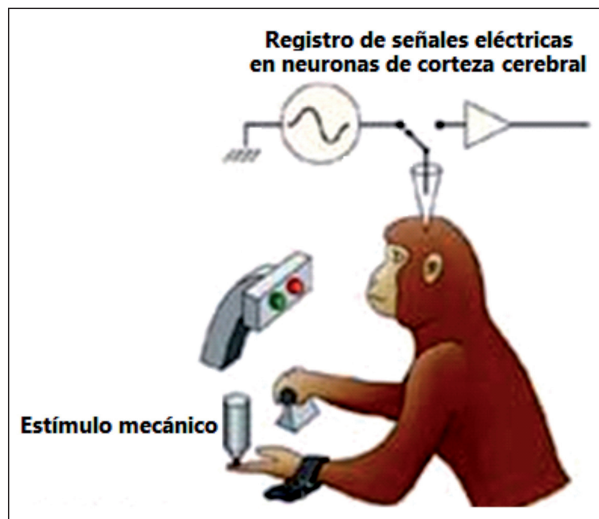 Registro de señales eléctricas
en neuronas de corteza cerebral
Estímulo mecánico